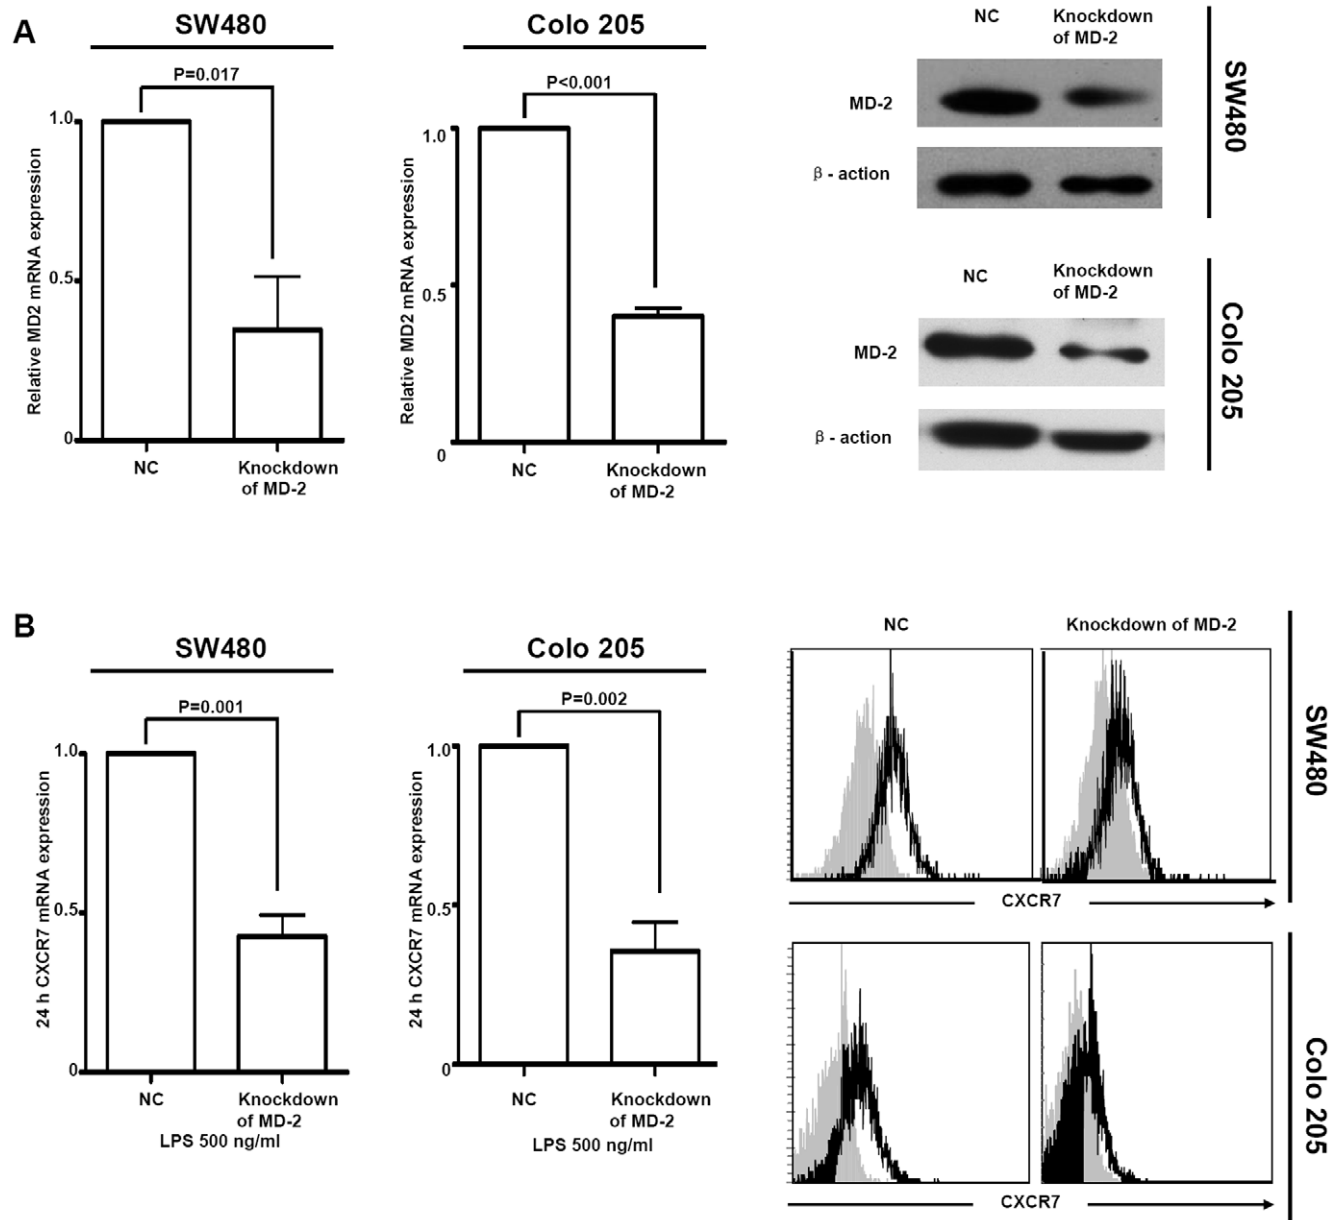 A
SW480
P=0.017
1.0
0.5
0
Relative MD2 mRNA expression
NC
Knockdown
of MD-2
Colo 205
P<0.001
1.0
0.5
0
Relative MD2 mRNA expression
NC
Knockdown
of MD-2
NC
Knockdown
of MD-2
MD-2
β - action
SW480
NC
Knockdown
of MD-2
MD-2
β - action
Colo 205
B
SW480
P=0.001
1.0
0.5
0
24 h CXCR7 mRNA expression
NC
Knockdown
of MD-2
LPS 500 ng/ml
Colo 205
P=0.002
1.0
0.5
0
24 h CXCR7 mRNA expression
NC
Knockdown
of MD-2
LPS 500 ng/ml
NC
Knockdown of MD-2
CXCR7
SW480
CXCR7
Colo 205